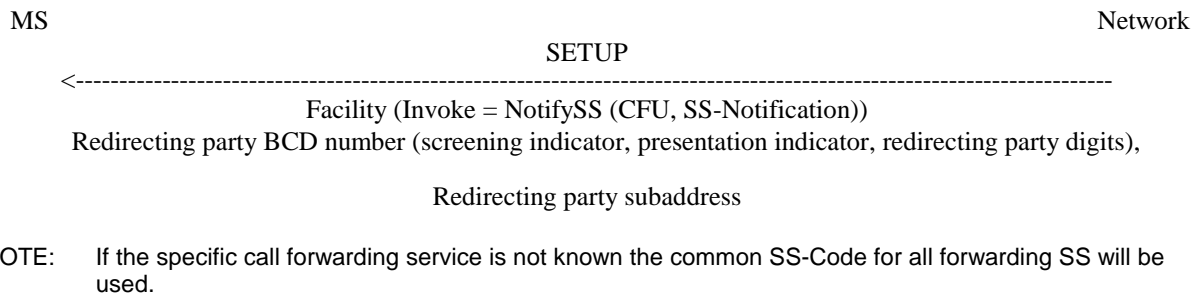 MS Network
SETUP
<------------------------------------------------------------------------------------------------------------------------
Facility (Invoke = NotifySS (CFU, SS-Notification))
Redirecting party BCD number (screening indicator, presentation indicator, redirecting party digits),
Redirecting party subaddress
OTE: If the specific call forwarding service is not known the common SS-Code for all forwarding SS will be
used.